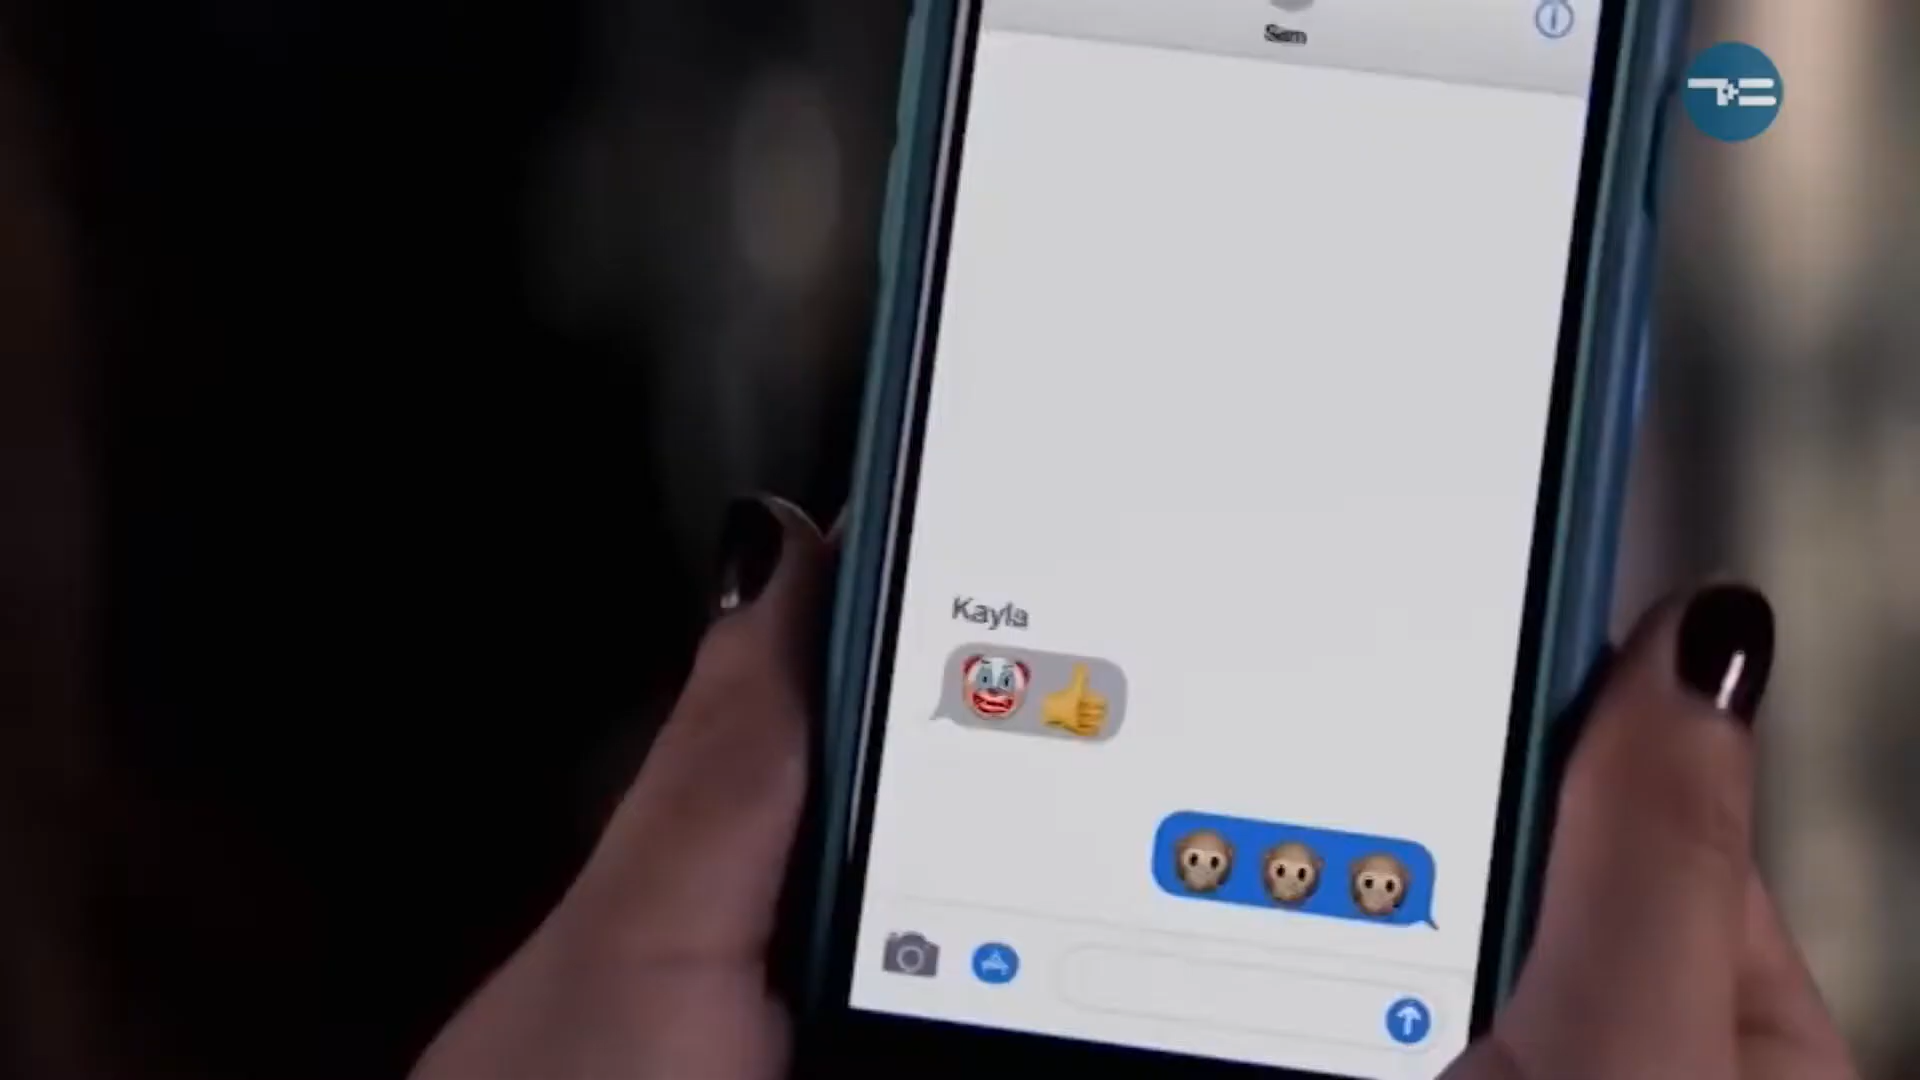 Sam
Kayla
🤡 👍
🐵 🐵 🐵